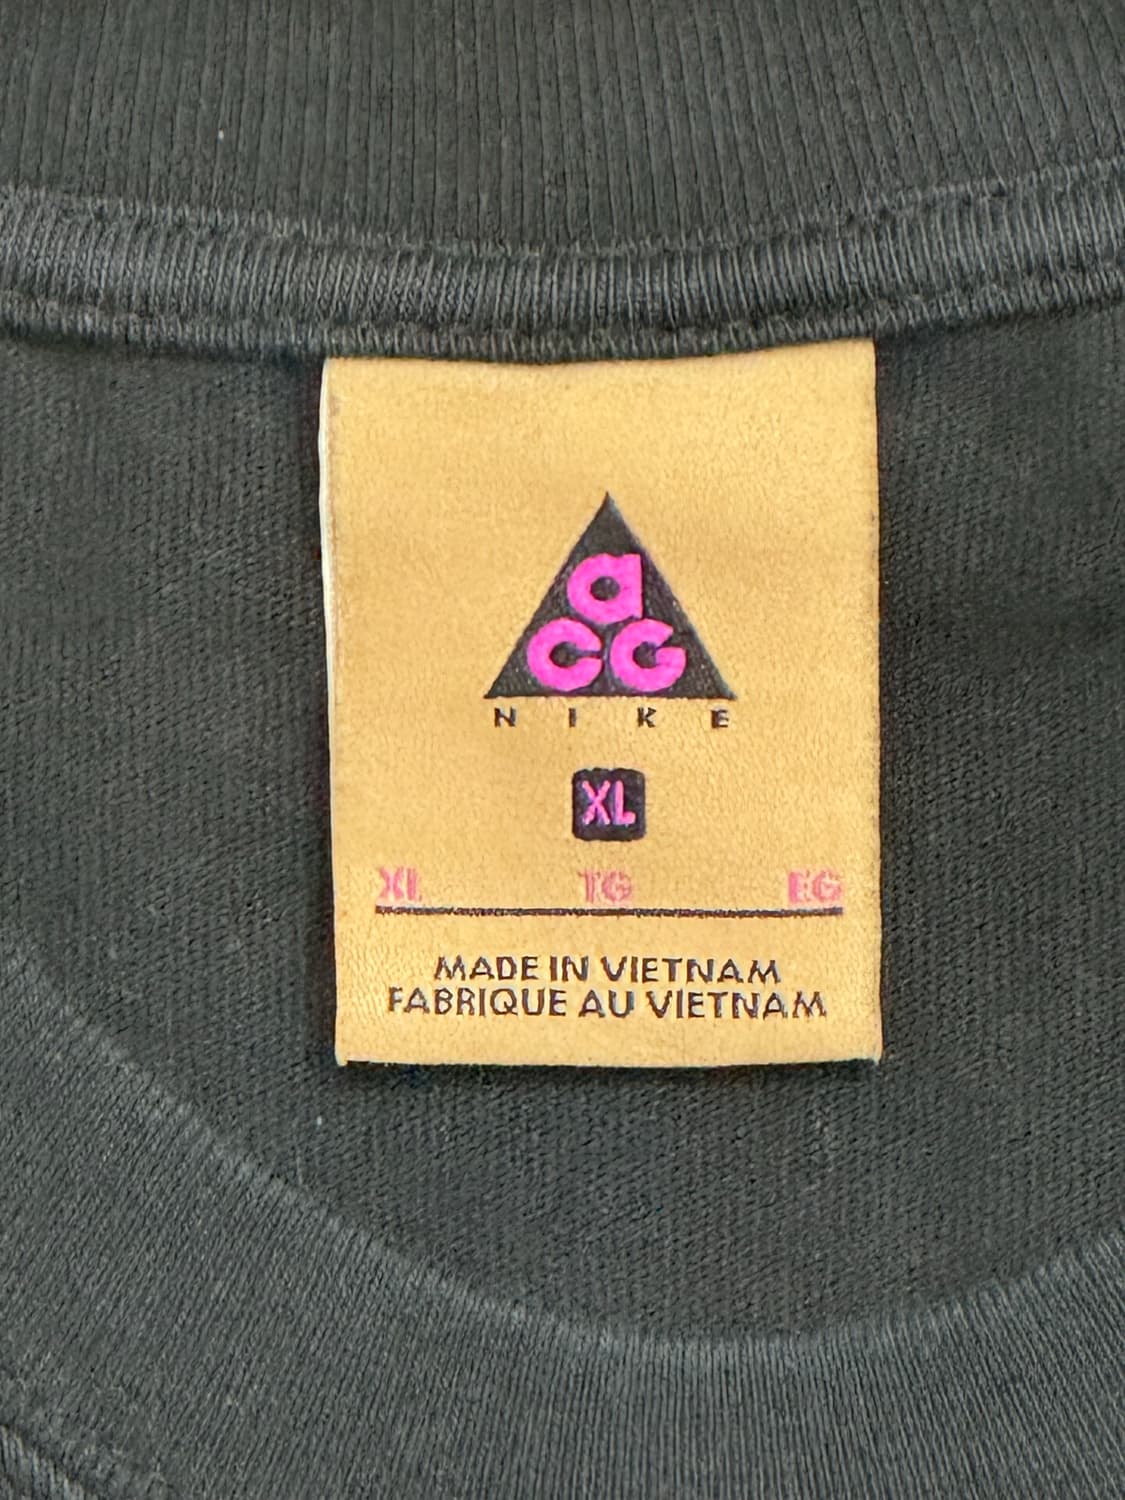 aCG
NIKE
XL
XL TG EG
MADE IN VIETNAM
FABRIQUE AU VIETNAM